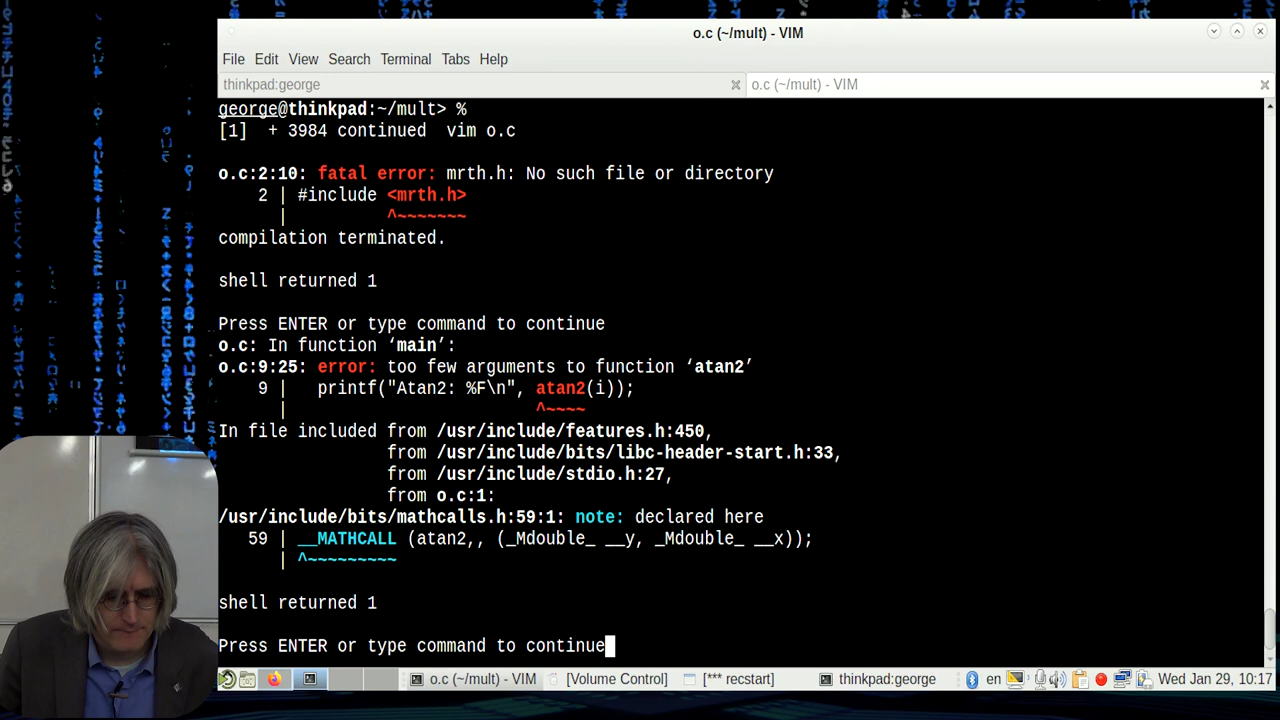 o.c (~/mult) - VIM
File Edit View Search Terminal Tabs Help
thinkpad:george
o.c (~/mult) - VIM
george@thinkpad:~/mult> %
[1]  + 3984 continued  vim o.c
o.c:2:10: fatal error: mrth.h: No such file or directory
2 | #include <mrth.h>
| ^~~~~~~~
compilation terminated.
shell returned 1
Press ENTER or type command to continue
o.c: In function ‘main’:
o.c:9:25: error: too few arguments to function ‘atan2’
9 |   printf("Atan2: %F\n", atan2(i));
| ^~~~~
In file included from /usr/include/features.h:450,
from /usr/include/bits/libc-header-start.h:33,
from /usr/include/stdio.h:27,
from o.c:1:
/usr/include/bits/mathcalls.h:59:1: note: declared here
59 | __MATHCALL (atan2,, (_Mdouble_ __y, _Mdouble_ __x));
| ^~~~~~~~~~
shell returned 1
Press ENTER or type command to continue
o.c (~/mult) - VIM [Volume Control] [*** recstart] thinkpad:george en Wed Jan 29, 10:17